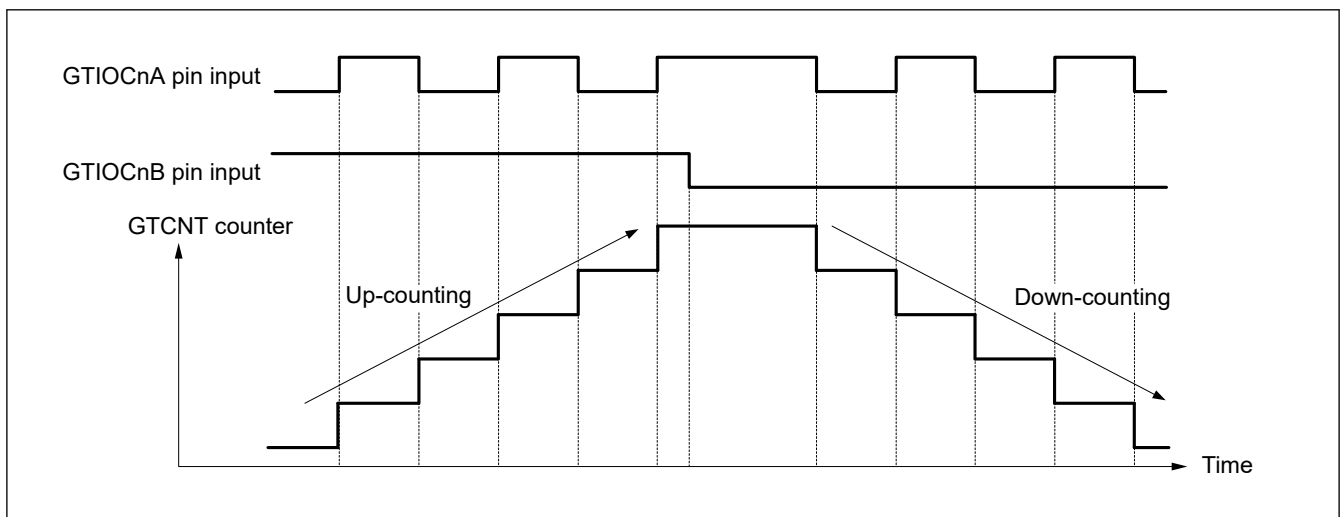 GTIOCnA pin input
GTIOCnB pin input
GTCNT counter
Up-counting
Down-counting
Time